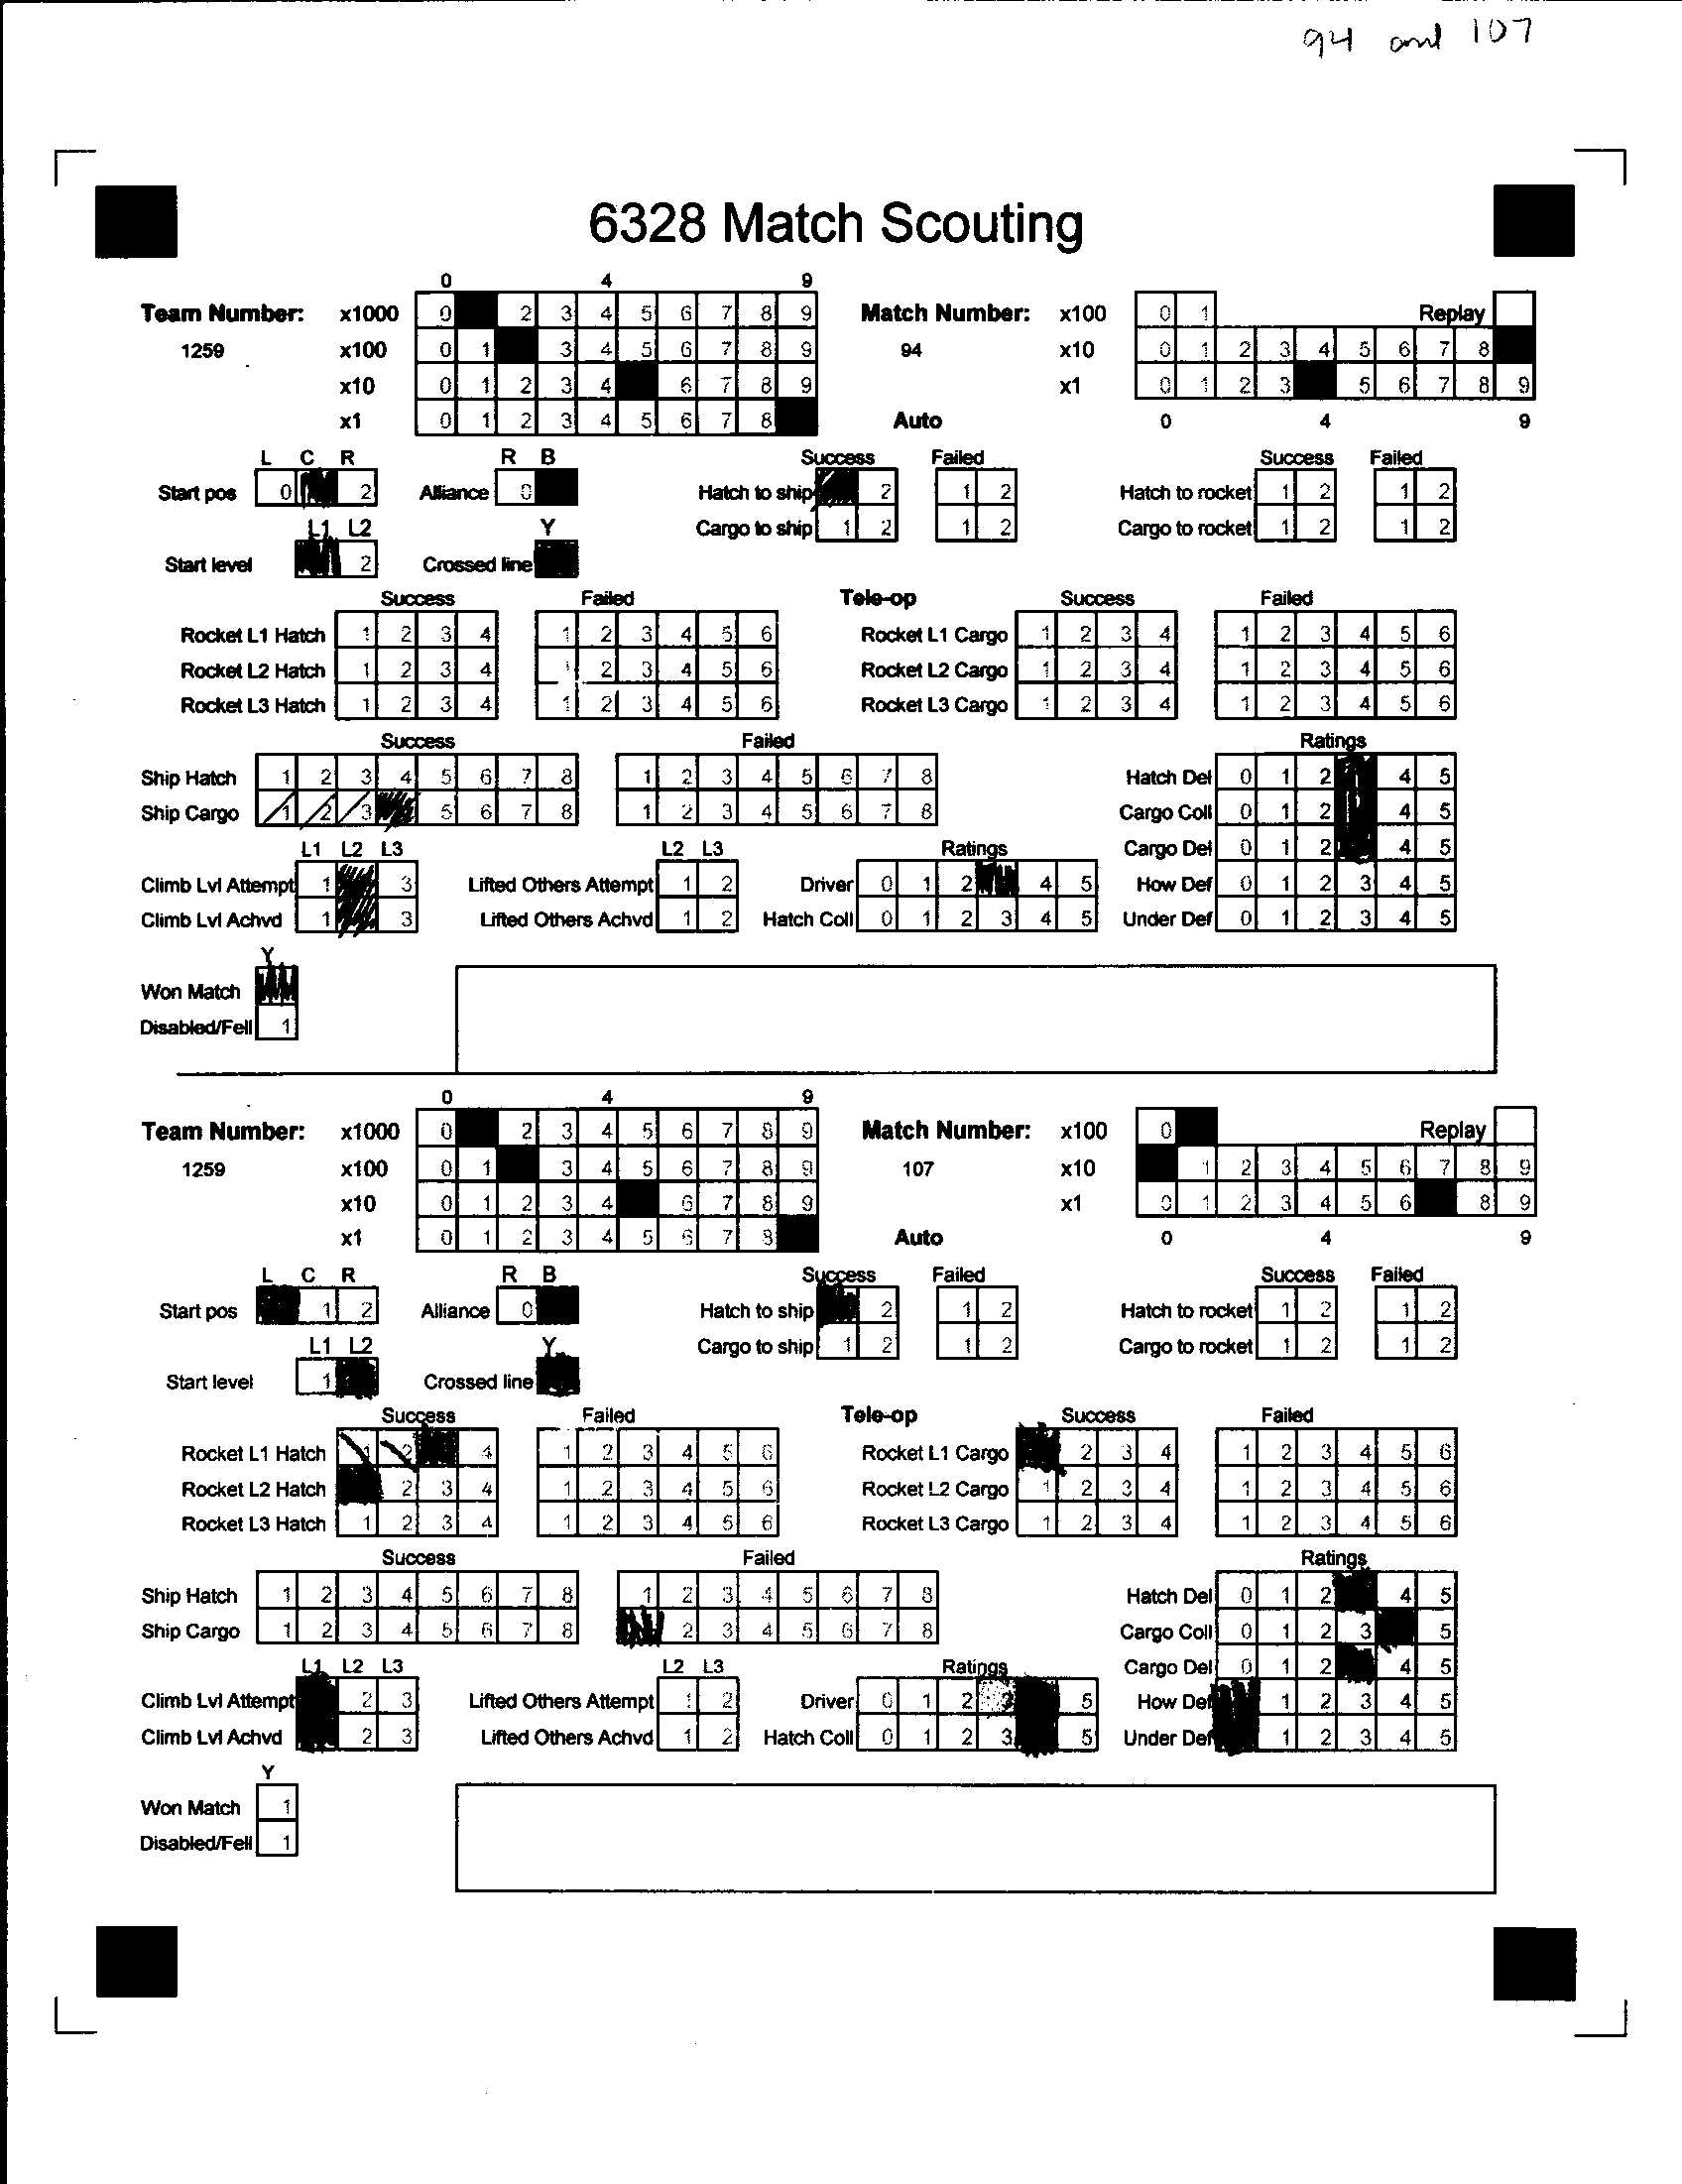 94 and 107
6328 Match Scouting
0 4 9
Team Number: x1000 0 2 3 4 5 6 7 8 9 Match Number: x100 0 1 Replay
1259 x100 0 1 3 4 5 6 7 8 9 94 x10 0 1 2 3 4 5 6 7 8
x10 0 1 2 3 4 6 7 8 9 x1 0 1 2 3 5 6 7 8 9
x1 0 1 2 3 4 5 6 7 8 Auto 0 4 9
L C R R B Success Failed Success Failed
Start pos 0 2 Alliance 0 Hatch to ship 2 1 2 Hatch to rocket 1 2 1 2
L1 L2 Y Cargo to ship 1 2 1 2 Cargo to rocket 1 2 1 2
Start level 2 Crossed line
Success Failed Tele-op Success Failed
Rocket L1 Hatch 1 2 3 4 1 2 3 4 5 6 Rocket L1 Cargo 1 2 3 4 1 2 3 4 5 6
Rocket L2 Hatch 1 2 3 4 1 2 3 4 5 6 Rocket L2 Cargo 1 2 3 4 1 2 3 4 5 6
Rocket L3 Hatch 1 2 3 4 1 2 3 4 5 6 Rocket L3 Cargo 1 2 3 4 1 2 3 4 5 6
Success Failed Ratings
Ship Hatch 1 2 3 4 5 6 7 8 1 2 3 4 5 6 7 8 Hatch Del 0 1 2 4 5
Ship Cargo 1 2 3 5 6 7 8 1 2 3 4 5 6 7 8 Cargo Coll 0 1 2 4 5
L1 L2 L3 L2 L3 Ratings Cargo Del 0 1 2 4 5
Climb Lvl Attempt 1 3 Lifted Others Attempt 1 2 Driver 0 1 2 4 5 How Def 0 1 2 3 4 5
Climb Lvl Achvd 1 3 Lifted Others Achvd 1 2 Hatch Coll 0 1 2 3 4 5 Under Def 0 1 2 3 4 5
Y
Won Match
Disabled/Fell 1
0 4 9
Team Number: x1000 0 2 3 4 5 6 7 8 9 Match Number: x100 0 Replay
1259 x100 0 1 3 4 5 6 7 8 9 107 x10 1 2 3 4 5 6 7 8 9
x10 0 1 2 3 4 6 7 8 9 x1 0 1 2 3 4 5 6 8 9
x1 0 1 2 3 4 5 6 7 8 Auto 0 4 9
L C R R B Success Failed Success Failed
Start pos 1 2 Alliance 0 Hatch to ship 2 1 2 Hatch to rocket 1 2 1 2
L1 L2 Y Cargo to ship 1 2 1 2 Cargo to rocket 1 2 1 2
Start level 1 Crossed line
Success Failed Tele-op Success Failed
Rocket L1 Hatch 1 2 4 1 2 3 4 5 6 Rocket L1 Cargo 2 3 4 1 2 3 4 5 6
Rocket L2 Hatch 2 3 4 1 2 3 4 5 6 Rocket L2 Cargo 1 2 3 4 1 2 3 4 5 6
Rocket L3 Hatch 1 2 3 4 1 2 3 4 5 6 Rocket L3 Cargo 1 2 3 4 1 2 3 4 5 6
Success Failed Ratings
Ship Hatch 1 2 3 4 5 6 7 8 1 2 3 4 5 6 7 8 Hatch Del 0 1 2 4 5
Ship Cargo 1 2 3 4 5 6 7 8 2 3 4 5 6 7 8 Cargo Coll 0 1 2 3 5
L1 L2 L3 L2 L3 Ratings Cargo Del 0 1 2 4 5
Climb Lvl Attempt 2 3 Lifted Others Attempt 1 2 Driver 0 1 2 3 5 How Def 1 2 3 4 5
Climb Lvl Achvd 2 3 Lifted Others Achvd 1 2 Hatch Coll 0 1 2 3 5 Under Def 1 2 3 4 5
Y
Won Match 1
Disabled/Fell 1